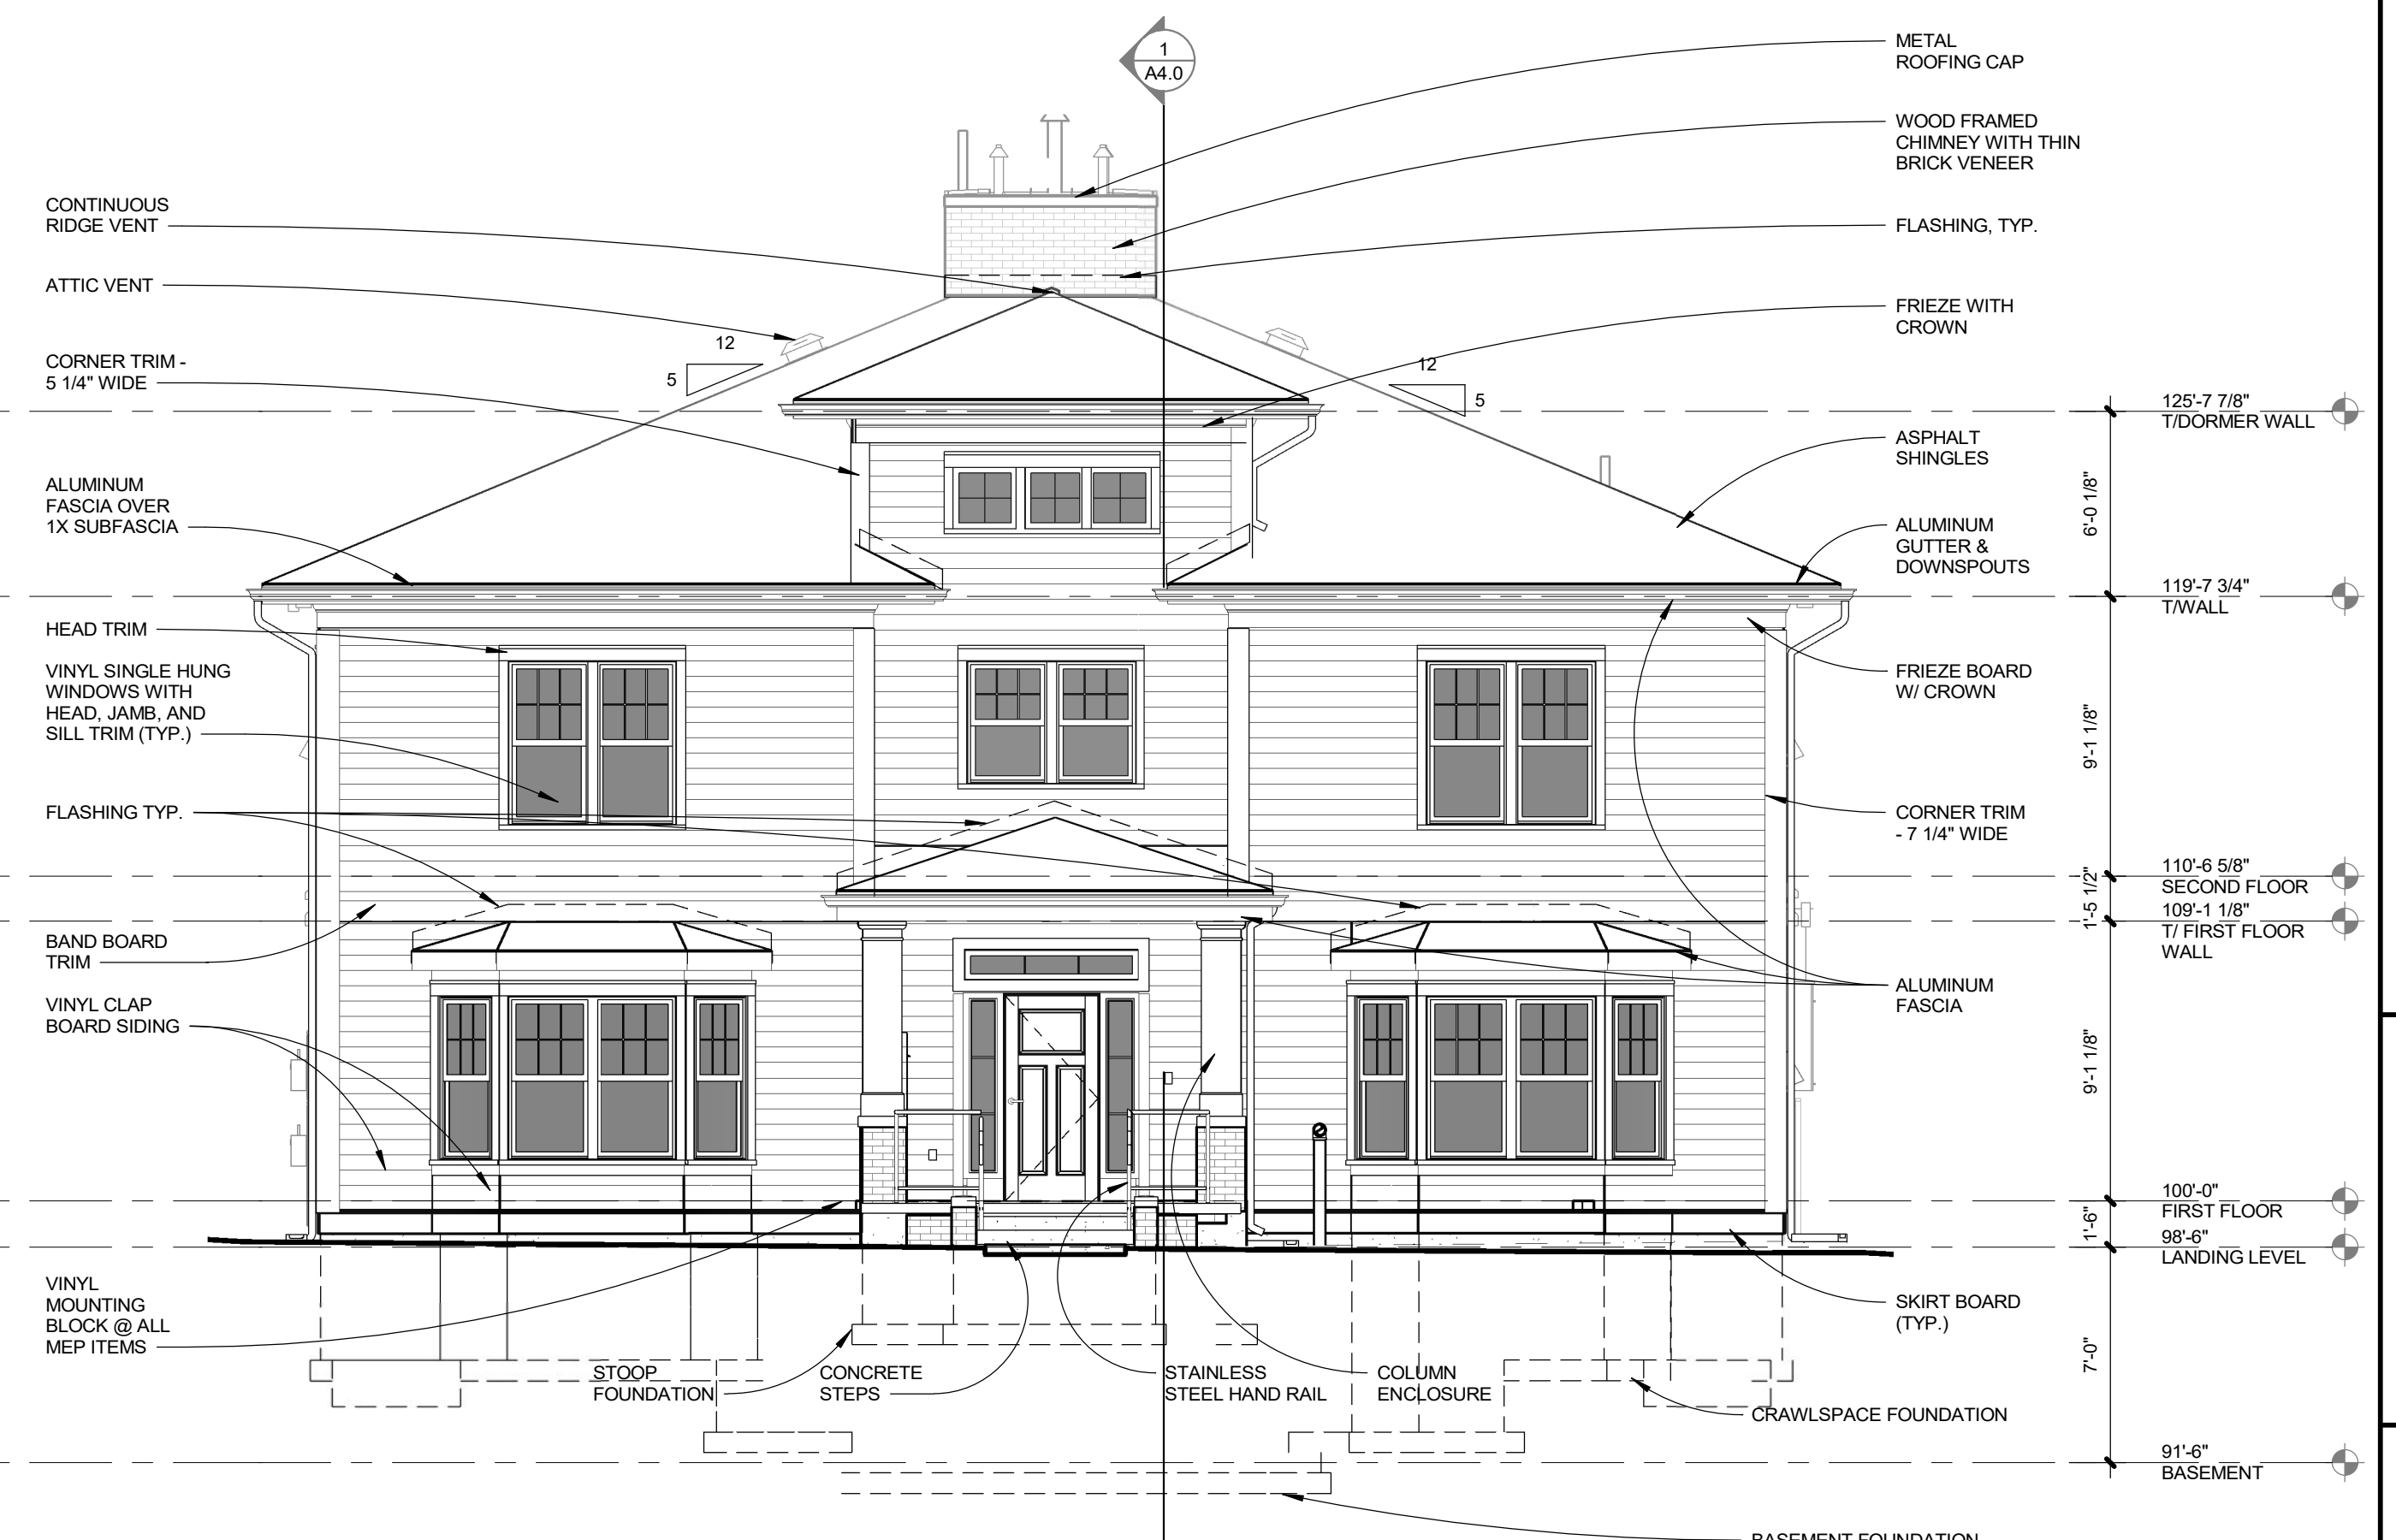 1
A4.0
METAL
ROOFING CAP
WOOD FRAMED
CHIMNEY WITH THIN
BRICK VENEER
CONTINUOUS
RIDGE VENT
FLASHING, TYP.
ATTIC VENT
FRIEZE WITH
CROWN
12
5
12
5
CORNER TRIM -
5 1/4" WIDE
125'-7 7/8"
T/DORMER WALL
ASPHALT
SHINGLES
ALUMINUM
FASCIA OVER
1X SUBFASCIA
6'-0 1/8"
ALUMINUM
GUTTER &
DOWNSPOUTS
119'-7 3/4"
T/WALL
HEAD TRIM
VINYL SINGLE HUNG
WINDOWS WITH
HEAD, JAMB, AND
SILL TRIM (TYP.)
FRIEZE BOARD
W/ CROWN
9'-1 1/8"
FLASHING TYP.
CORNER TRIM
- 7 1/4" WIDE
110'-6 5/8"
SECOND FLOOR
1'-5 1/2"
109'-1 1/8"
T/ FIRST FLOOR
WALL
BAND BOARD
TRIM
ALUMINUM
FASCIA
VINYL CLAP
BOARD SIDING
9'-1 1/8"
100'-0"
FIRST FLOOR
1'-6"
98'-6"
LANDING LEVEL
VINYL
MOUNTING
BLOCK @ ALL
MEP ITEMS
SKIRT BOARD
(TYP.)
7'-0"
STOOP
FOUNDATION
CONCRETE
STEPS
STAINLESS
STEEL HAND RAIL
COLUMN
ENCLOSURE
CRAWLSPACE FOUNDATION
91'-6"
BASEMENT
BASEMENT FOUNDATION